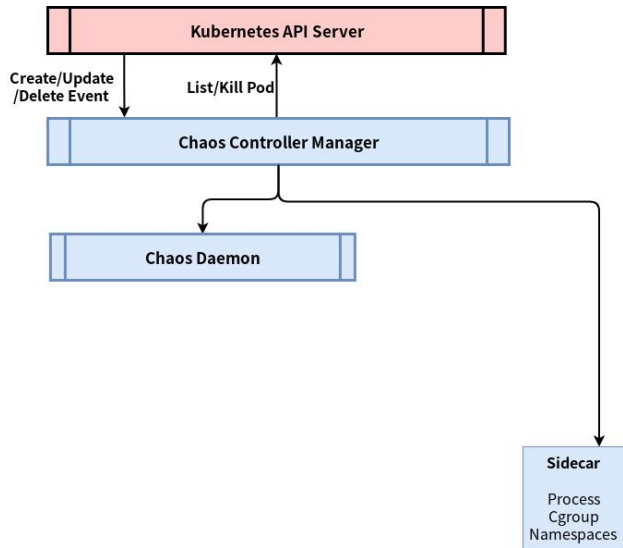 Kubernetes API Server
Create/Update
/Delete Event
List/Kill Pod
Chaos Controller Manager
Chaos Daemon
Sidecar
Process
Cgroup
Namespaces